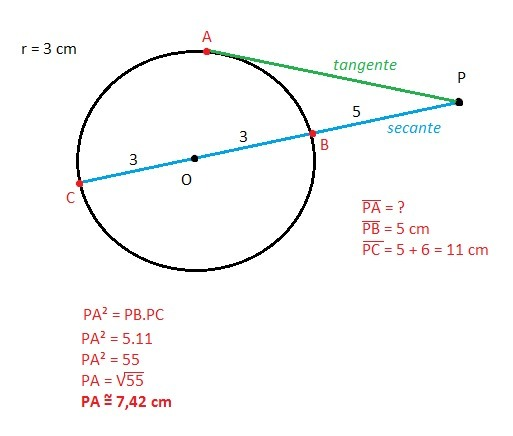 A
r = 3 cm
tangente
P
5
secante
3
B
3
O
C
PA = ?
PB = 5 cm
PC = 5 + 6 = 11 cm
PA² = PB.PC
PA² = 5.11
PA² = 55
PA = √55
PA ≅ 7,42 cm